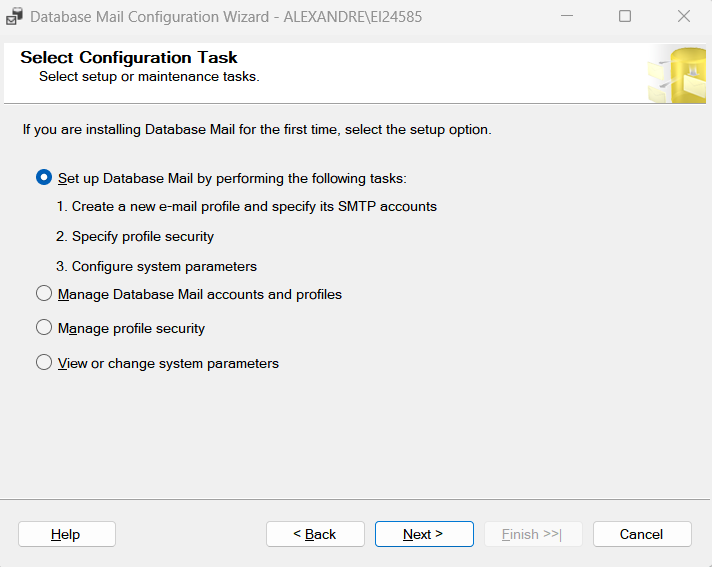 Database Mail Configuration Wizard - ALEXANDRE\EI24585
Select Configuration Task
Select setup or maintenance tasks.
If you are installing Database Mail for the first time, select the setup option.
Set up Database Mail by performing the following tasks:
1. Create a new e-mail profile and specify its SMTP accounts
2. Specify profile security
3. Configure system parameters
Manage Database Mail accounts and profiles
Manage profile security
View or change system parameters
Help
< Back
Next >
Finish >>|
Cancel